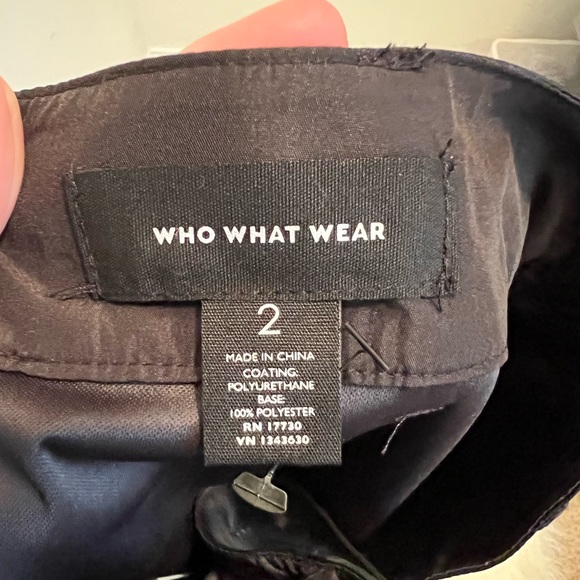 WHO WHAT WEAR
2
MADE IN CHINA
COATING:
POLYURETHANE
BASE:
100% POLYESTER
RN 17730
VN 1343630